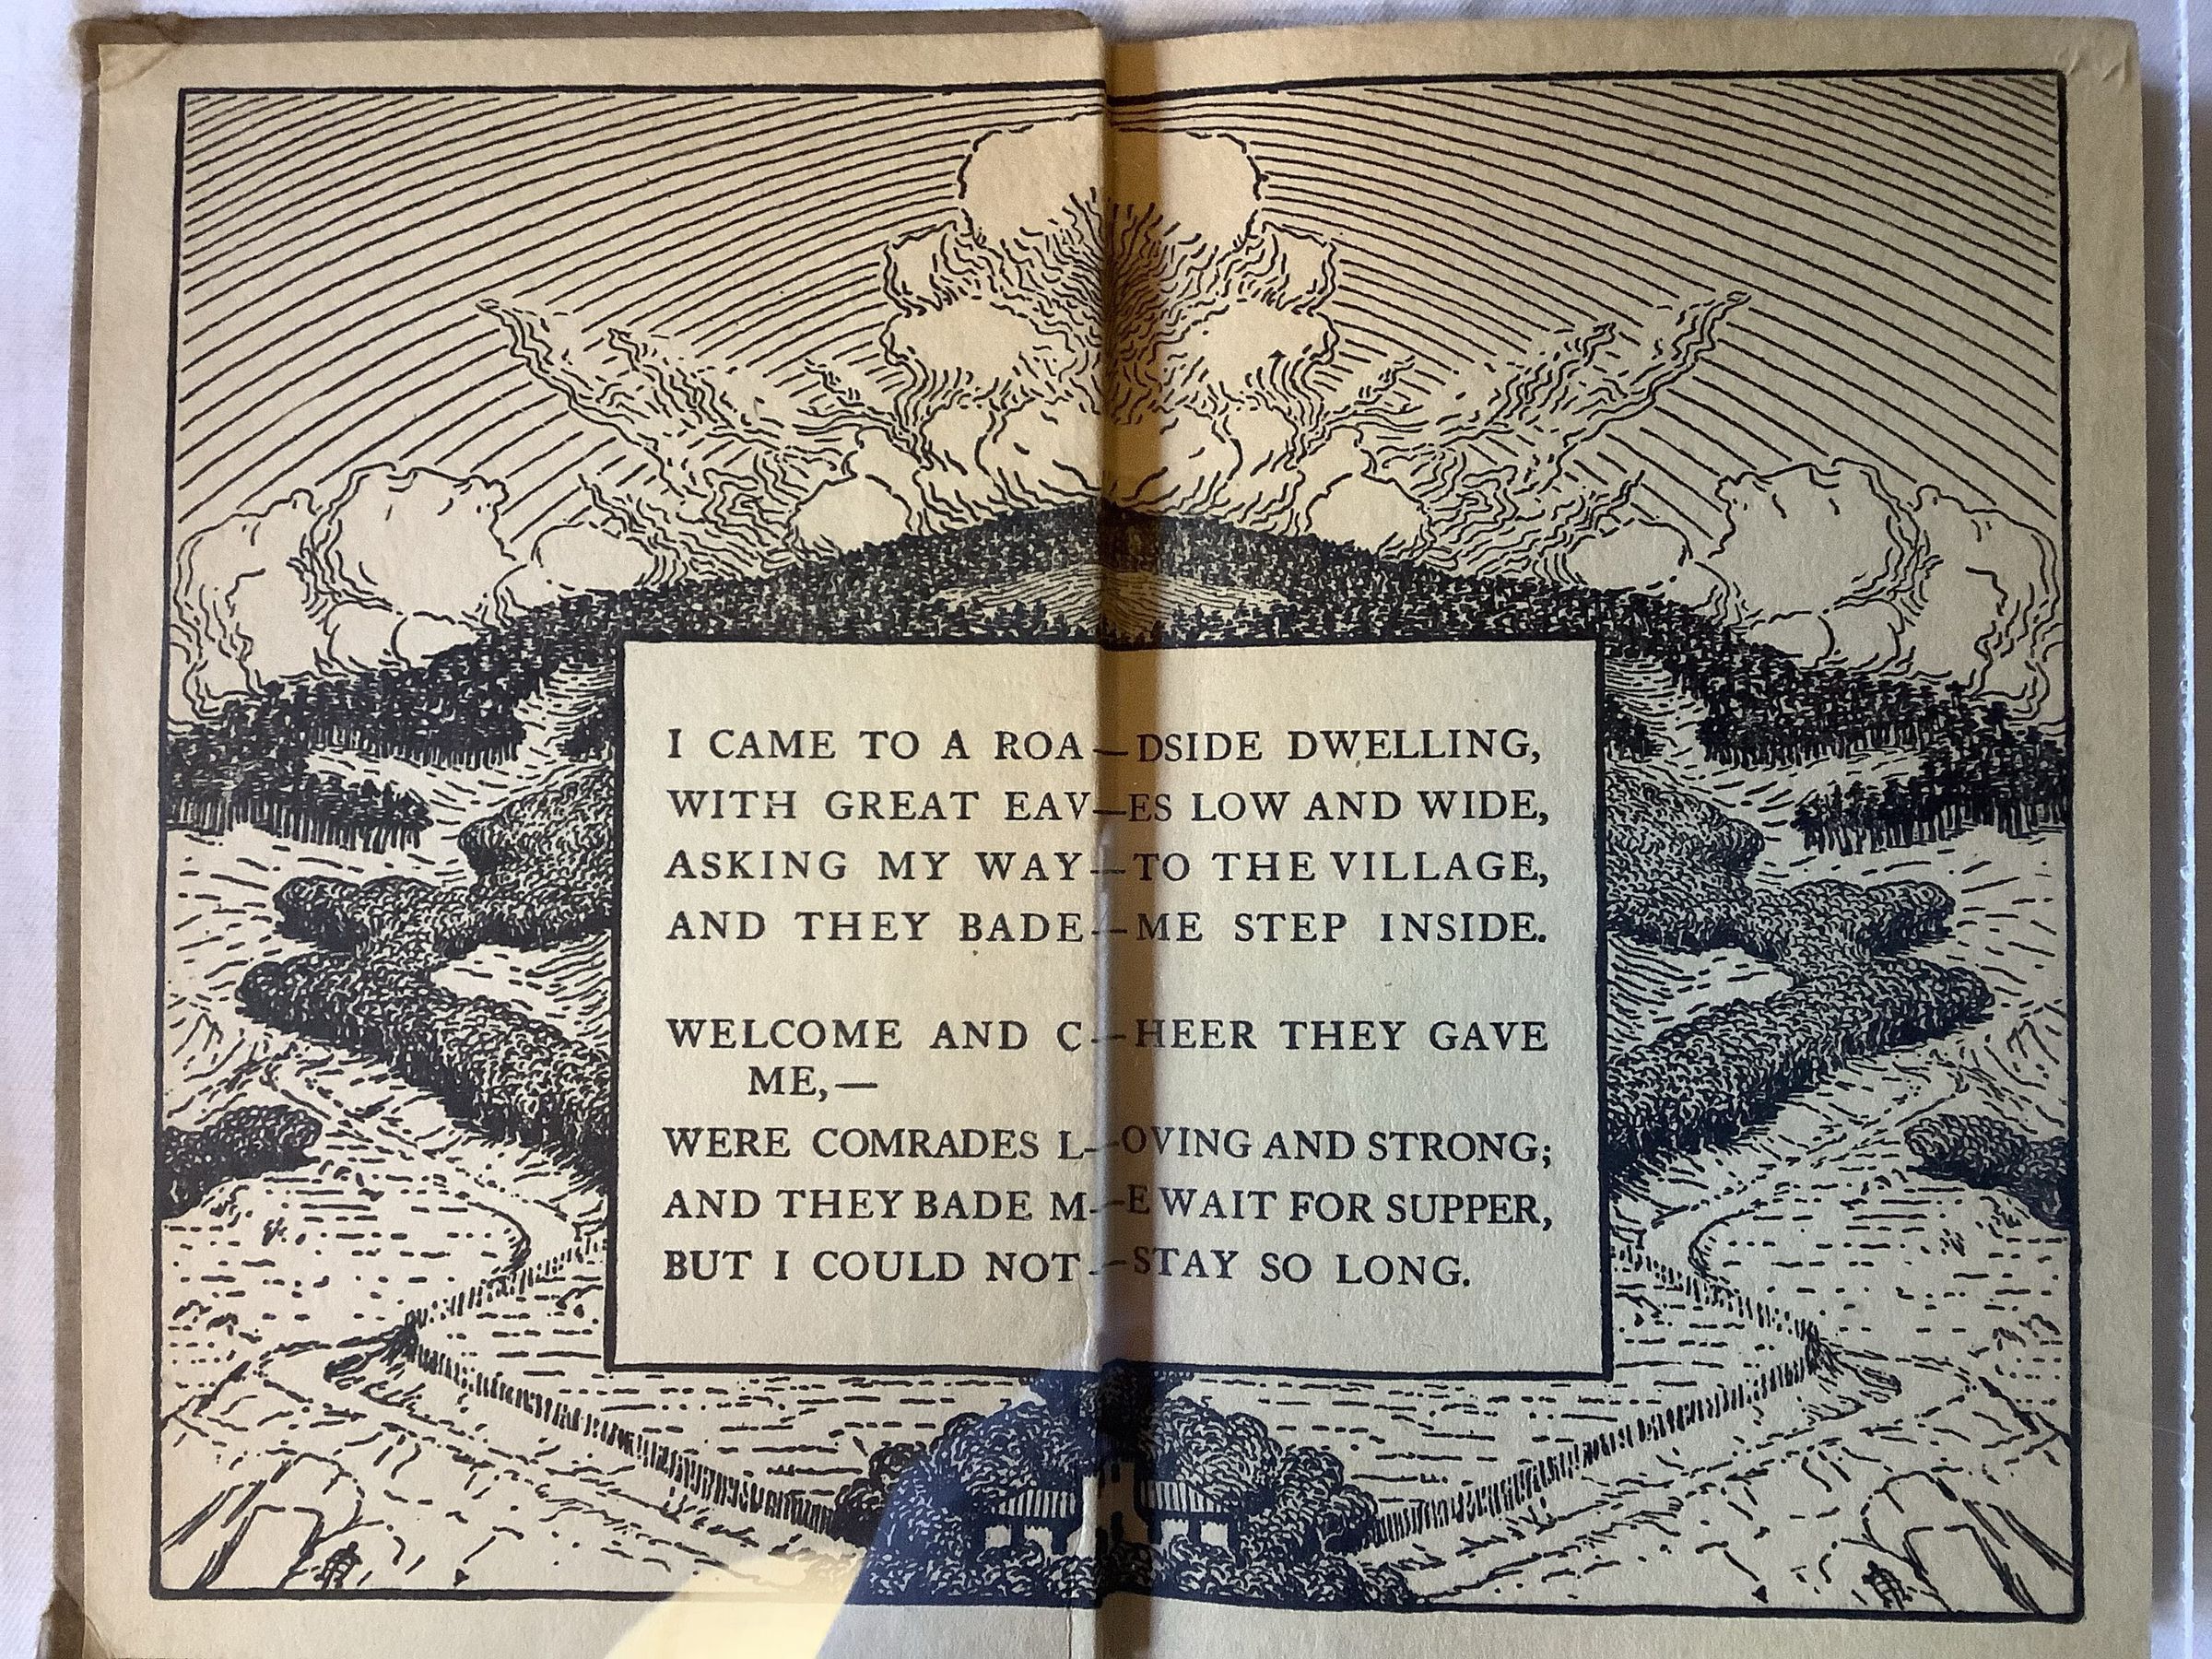 I CAME TO A ROA—DSIDE DWELLING,
WITH GREAT EAV—ES LOW AND WIDE,
ASKING MY WAY—TO THE VILLAGE,
AND THEY BADE—ME STEP INSIDE.
WELCOME AND C—HEER THEY GAVE
ME,—
WERE COMRADES L—OVING AND STRONG;
AND THEY BADE M—E WAIT FOR SUPPER,
BUT I COULD NOT—STAY SO LONG.